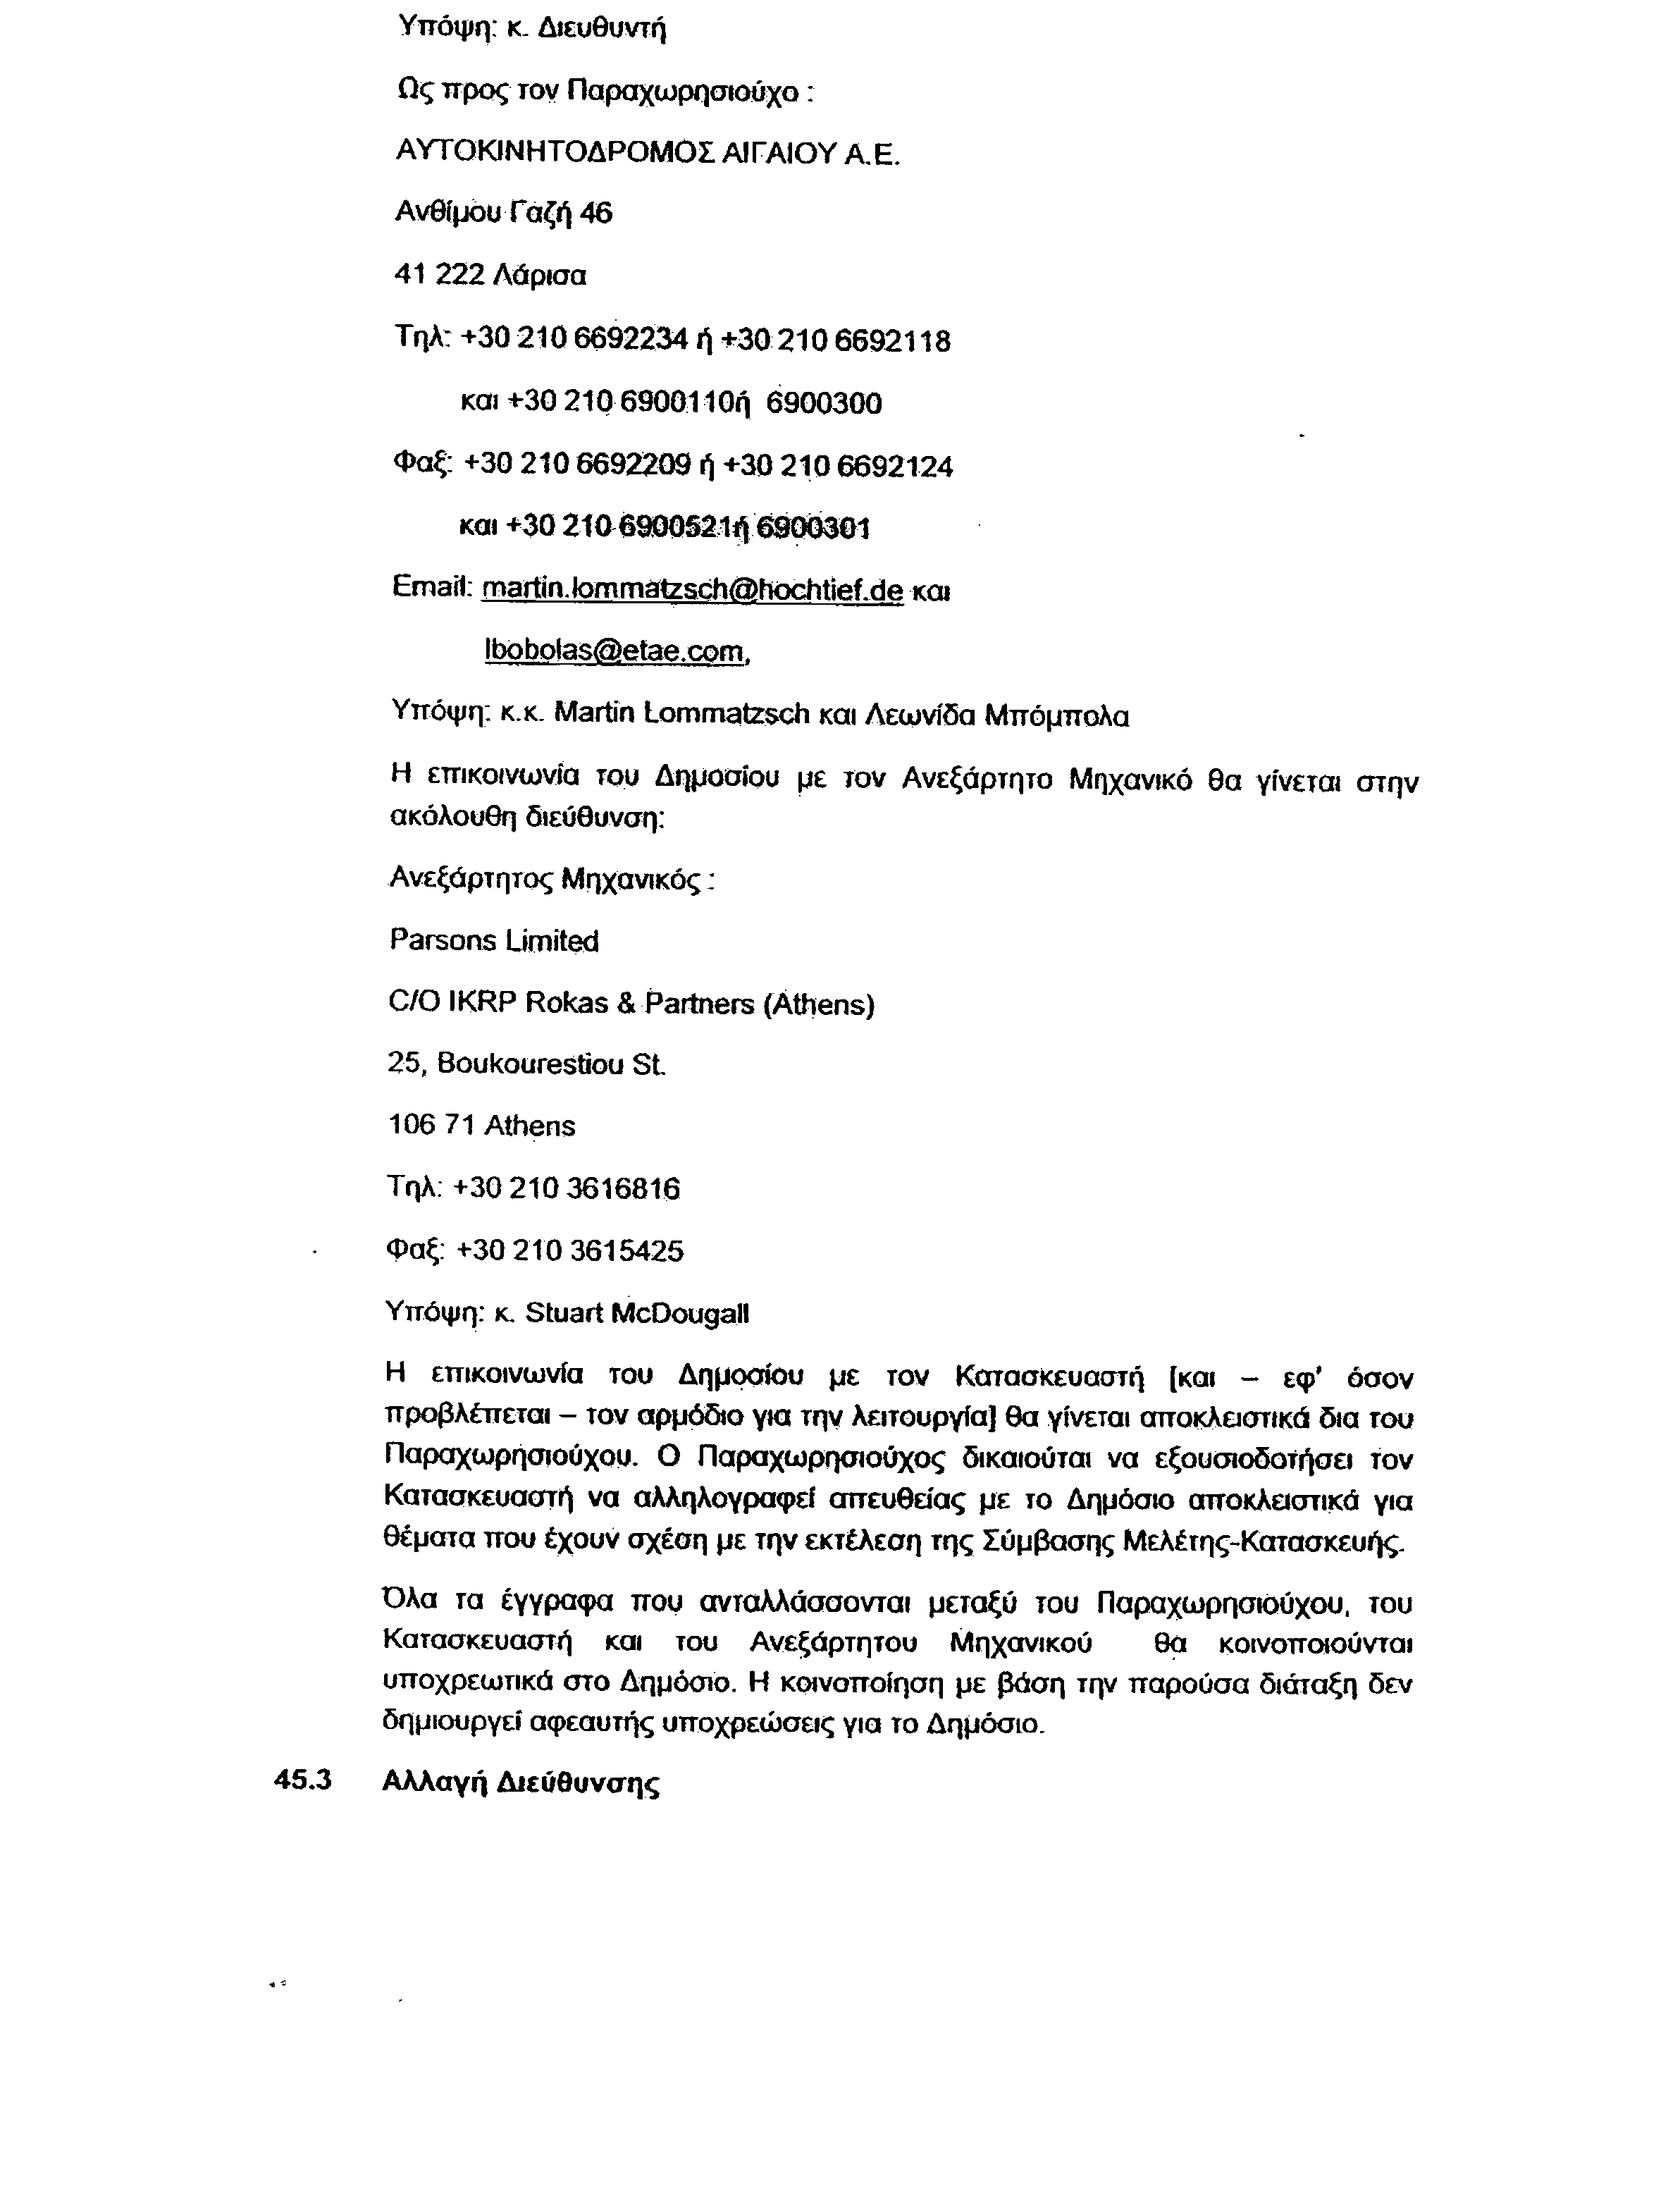 Υπόψη: κ. Διευθυντή
Ως προς τον Παραχωρησιούχο :
ΑΥΤΟΚΙΝΗΤΟΔΡΟΜΟΣ ΑΙΓΑΙΟΥ Α.Ε.
Ανθίμου Γαζή 46
41 222 Λάρισα
Τηλ: +30 210 6692234 ή +30 210 6692118
και +30 210 6900110ή 6900300
Φαξ: +30 210 6692209 ή +30 210 6692124
και +30 210 6900521ή 6900301
Email: martin.lommatzsch@hochtief.de και
lbobolas@etae.com,
Υπόψη: κ.κ. Martin Lommatzsch και Λεωνίδα Μπόμπολα
Η επικοινωνία του Δημοσίου με τον Ανεξάρτητο Μηχανικό θα γίνεται στην
ακόλουθη διεύθυνση:
Ανεξάρτητος Μηχανικός :
Parsons Limited
C/O IKRP Rokas & Partners (Athens)
25, Boukourestiou St.
106 71 Athens
Τηλ: +30 210 3616816
Φαξ: +30 210 3615425
Υπόψη: κ. Stuart McDougall
Η επικοινωνία του Δημοσίου με τον Κατασκευαστή [και – εφ' όσον
προβλέπεται – τον αρμόδιο για την λειτουργία] θα γίνεται αποκλειστικά δια του
Παραχωρησιούχου. Ο Παραχωρησιούχος δικαιούται να εξουσιοδοτήσει τον
Κατασκευαστή να αλληλογραφεί απευθείας με το Δημόσιο αποκλειστικά για
θέματα που έχουν σχέση με την εκτέλεση της Σύμβασης Μελέτης-Κατασκευής.
Όλα τα έγγραφα που ανταλλάσσονται μεταξύ του Παραχωρησιούχου, του
Κατασκευαστή και του Ανεξάρτητου Μηχανικού θα κοινοποιούνται
υποχρεωτικά στο Δημόσιο. Η κοινοποίηση με βάση την παρούσα διάταξη δεν
δημιουργεί αφεαυτής υποχρεώσεις για το Δημόσιο.
45.3 Αλλαγή Διεύθυνσης